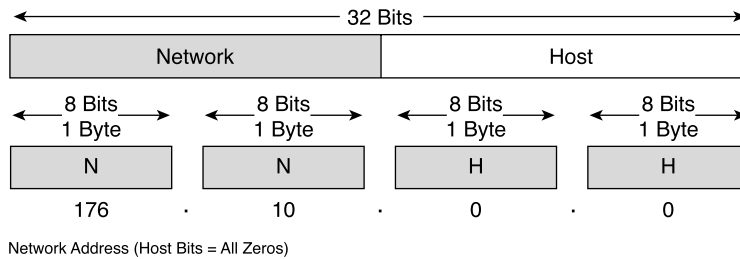 32 Bits
Network Host
8 Bits 8 Bits 8 Bits 8 Bits
1 Byte 1 Byte 1 Byte 1 Byte
N N H H
176 . 10 . 0 . 0
Network Address (Host Bits = All Zeros)